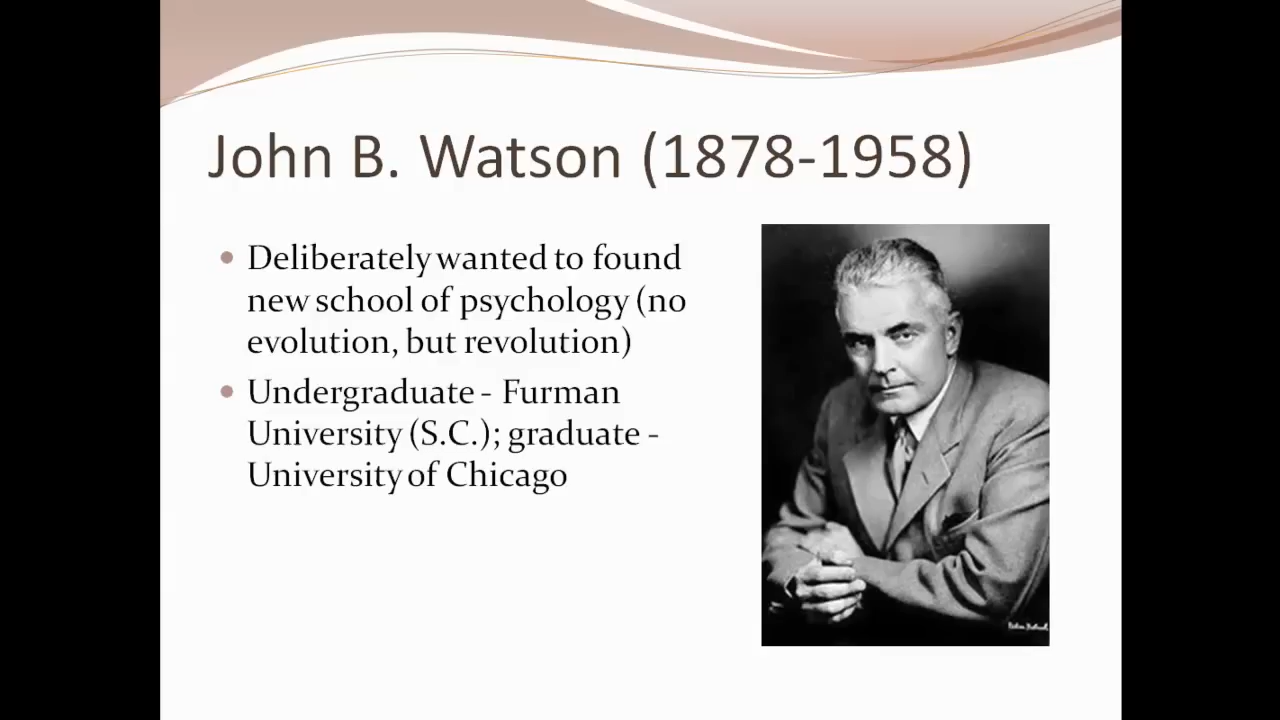 John B. Watson (1878-1958)
• Deliberately wanted to found
new school of psychology (no
evolution, but revolution)
• Undergraduate - Furman
University (S.C.); graduate -
University of Chicago